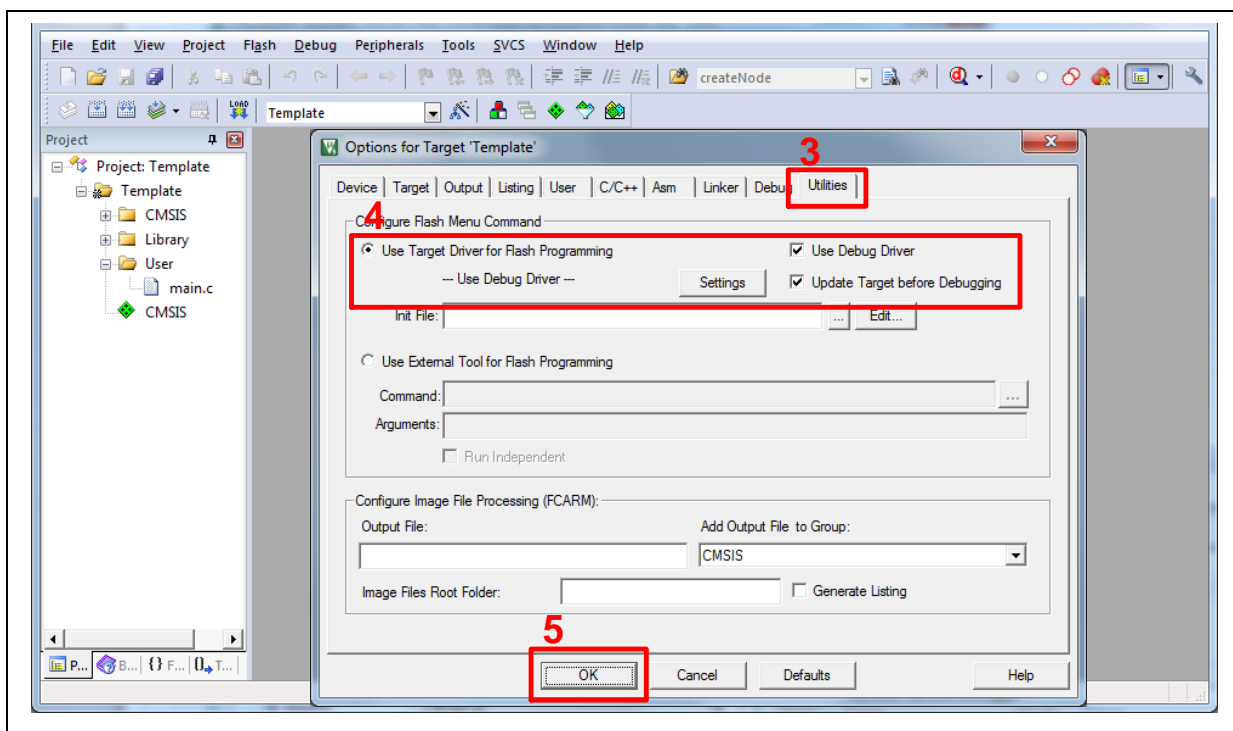 File Edit View Project Flash Debug Peripherals Tools SVCS Window Help
createNode
LOAD Template
Project
Project: Template
Template
CMSIS
Library
User
main.c
CMSIS
P... B... {} F... 0 T...
Options for Target 'Template'
3
Device Target Output Listing User C/C++ Asm Linker Debug Utilities
4
Configure Flash Menu Command
Use Target Driver for Flash Programming Use Debug Driver
--- Use Debug Driver --- Settings Update Target before Debugging
Init File: ... Edit...
Use External Tool for Flash Programming
Command: ...
Arguments:
Run Independent
Configure Image File Processing (FCARM):
Output File: Add Output File to Group:
CMSIS
Image Files Root Folder: Generate Listing
5
OK Cancel Defaults Help